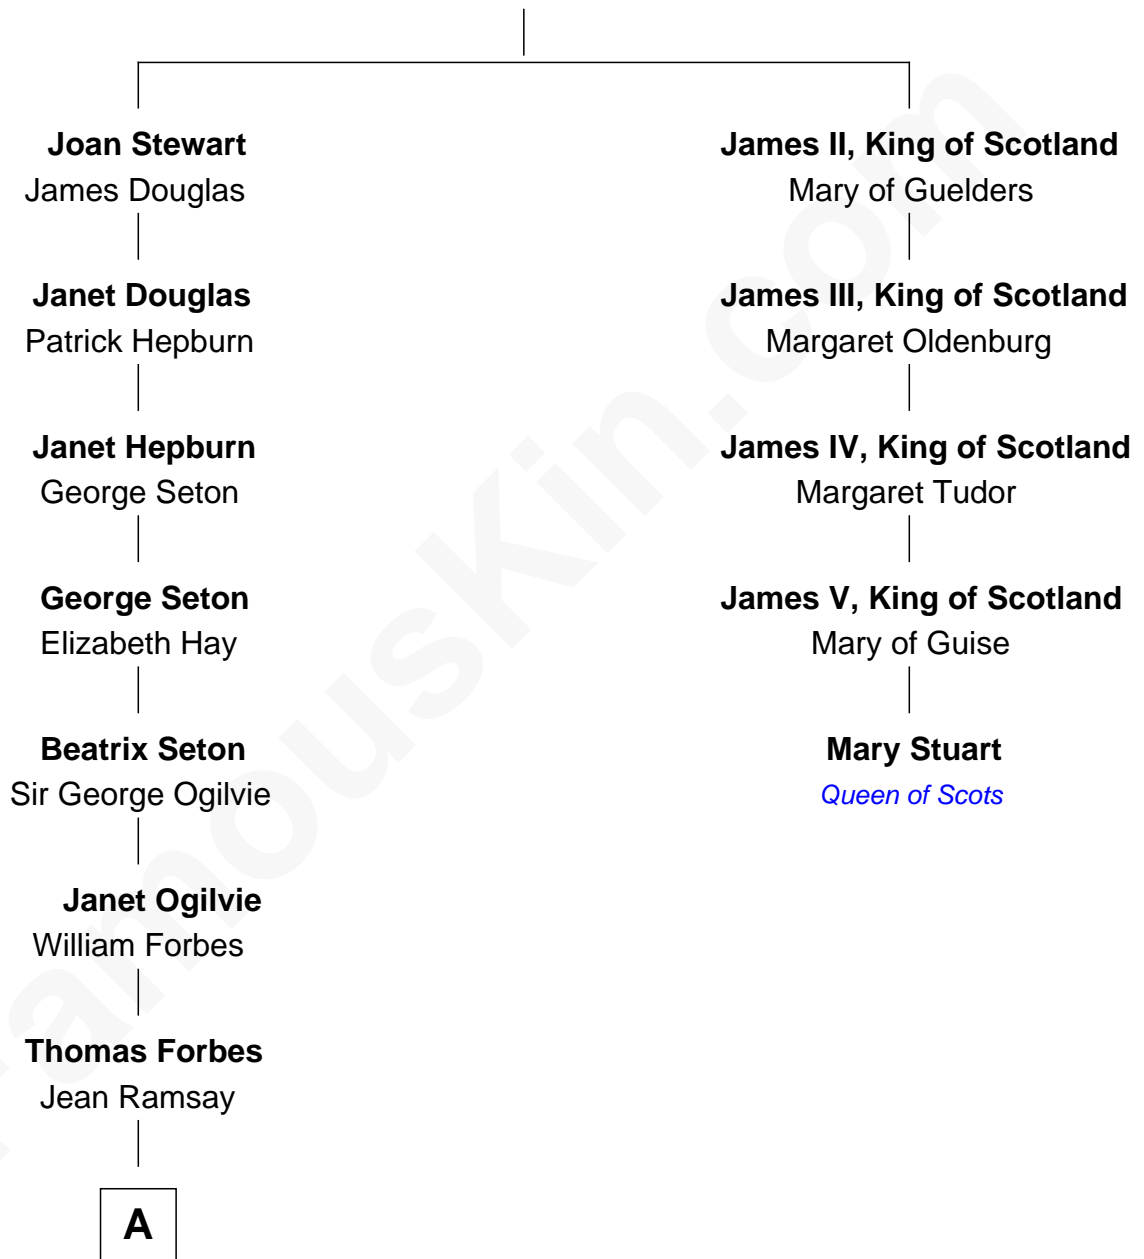 Joan Stewart
James Douglas
Janet Douglas
Patrick Hepburn
Janet Hepburn
George Seton
George Seton
Elizabeth Hay
Beatrix Seton
Sir George Ogilvie
Janet Ogilvie
William Forbes
Thomas Forbes
Jean Ramsay
A
James II, King of Scotland
Mary of Guelders
James III, King of Scotland
Margaret Oldenburg
James IV, King of Scotland
Margaret Tudor
James V, King of Scotland
Mary of Guise
Mary Stuart
Queen of Scots
FamousKin.com